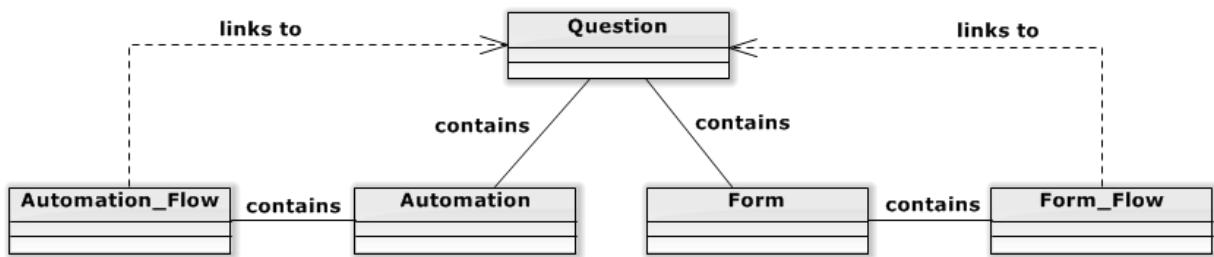 Question
links to
links to
contains
contains
Automation_Flow
contains
Automation
Form
contains
Form_Flow